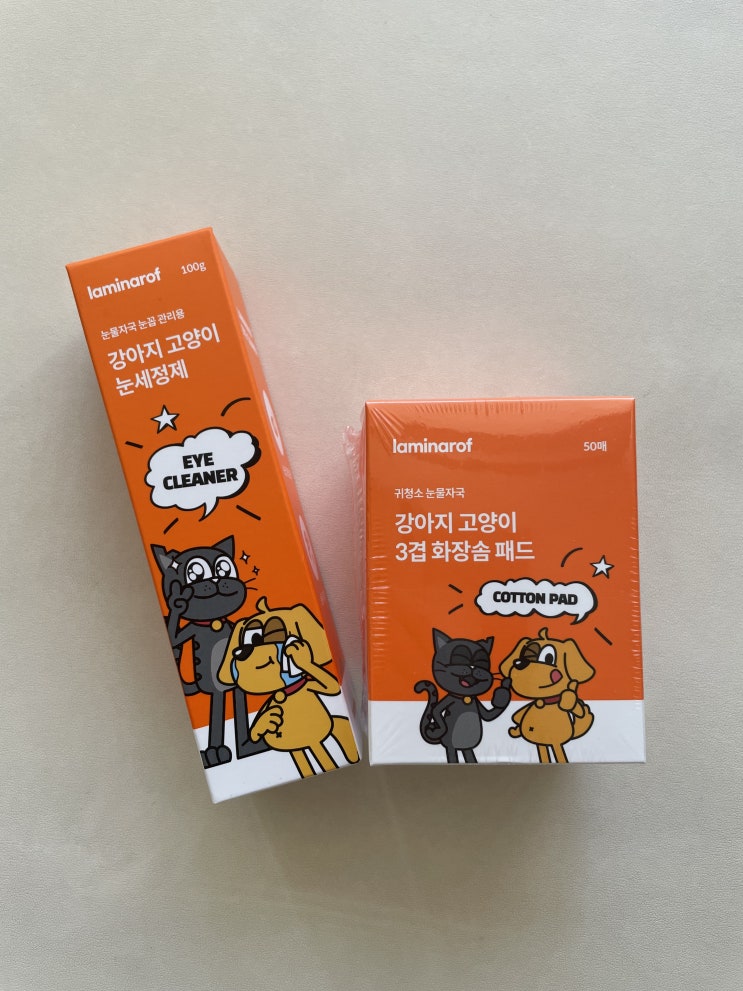 laminarof
100g
눈물자국 눈꼽 관리용
강아지 고양이
눈세정제
EYE
CLEANER
laminarof
50매
귀청소 눈물자국
강아지 고양이
3겹 화장솜 패드
COTTON PAD